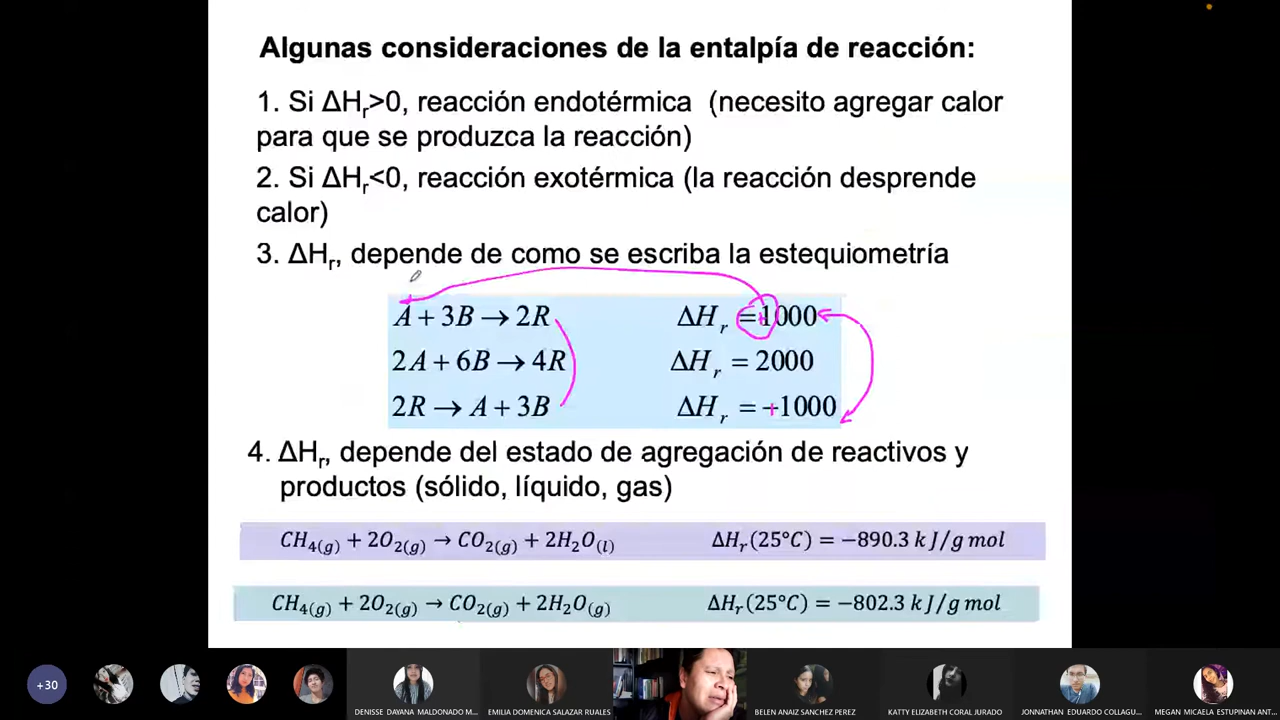 Algunas consideraciones de la entalpía de reacción:
1. Si ΔHr>0, reacción endotérmica (necesito agregar calor
para que se produzca la reacción)
2. Si ΔHr<0, reacción exotérmica (la reacción desprende
calor)
3. ΔHr, depende de como se escriba la estequiometría
A + 3B → 2R ΔHr = +1000
2A + 6B → 4R ΔHr = 2000
2R → A + 3B ΔHr = -+1000
4. ΔHr, depende del estado de agregación de reactivos y
productos (sólido, líquido, gas)
CH4(g) + 2O2(g) → CO2(g) + 2H2O(l) ΔHr(25°C) = −890.3 kJ/g mol
CH4(g) + 2O2(g) → CO2(g) + 2H2O(g) ΔHr(25°C) = −802.3 kJ/g mol
+30
DENISSE DAYANA MALDONADO M...
EMILIA DOMENICA SALAZAR RUALES
BELEN ANAIZ SANCHEZ PEREZ
KATTY ELIZABETH CORAL JURADO
JONNATHAN EDUARDO COLLAGU...
MEGAN MICAELA ESTUPINAN ANT...